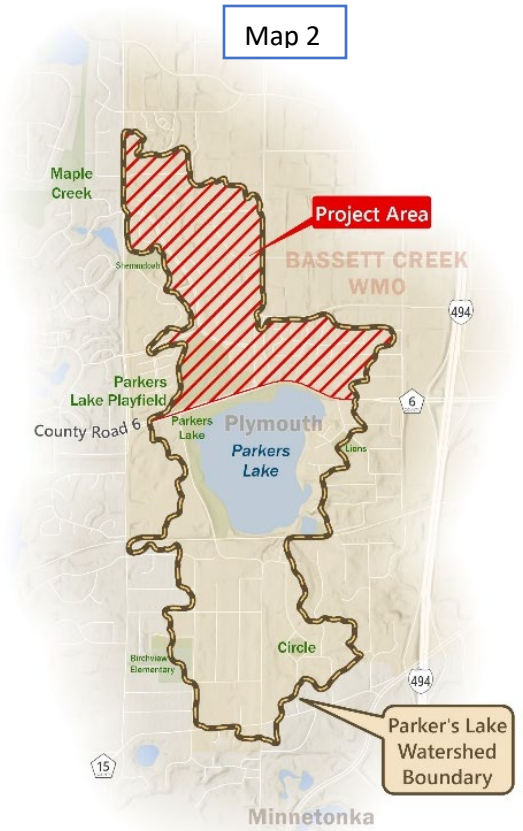 Map 2
Maple
Creek
Project Area
Shenandoah
BASSETT CREEK
WMO
494
Parkers
Lake Playfield
6
County Road 6
Parkers
Lake
Plymouth
Parkers
Lake
Lions
Circle
Birchview
Elementary
494
Parker's Lake
Watershed
Boundary
15
Minnetonka